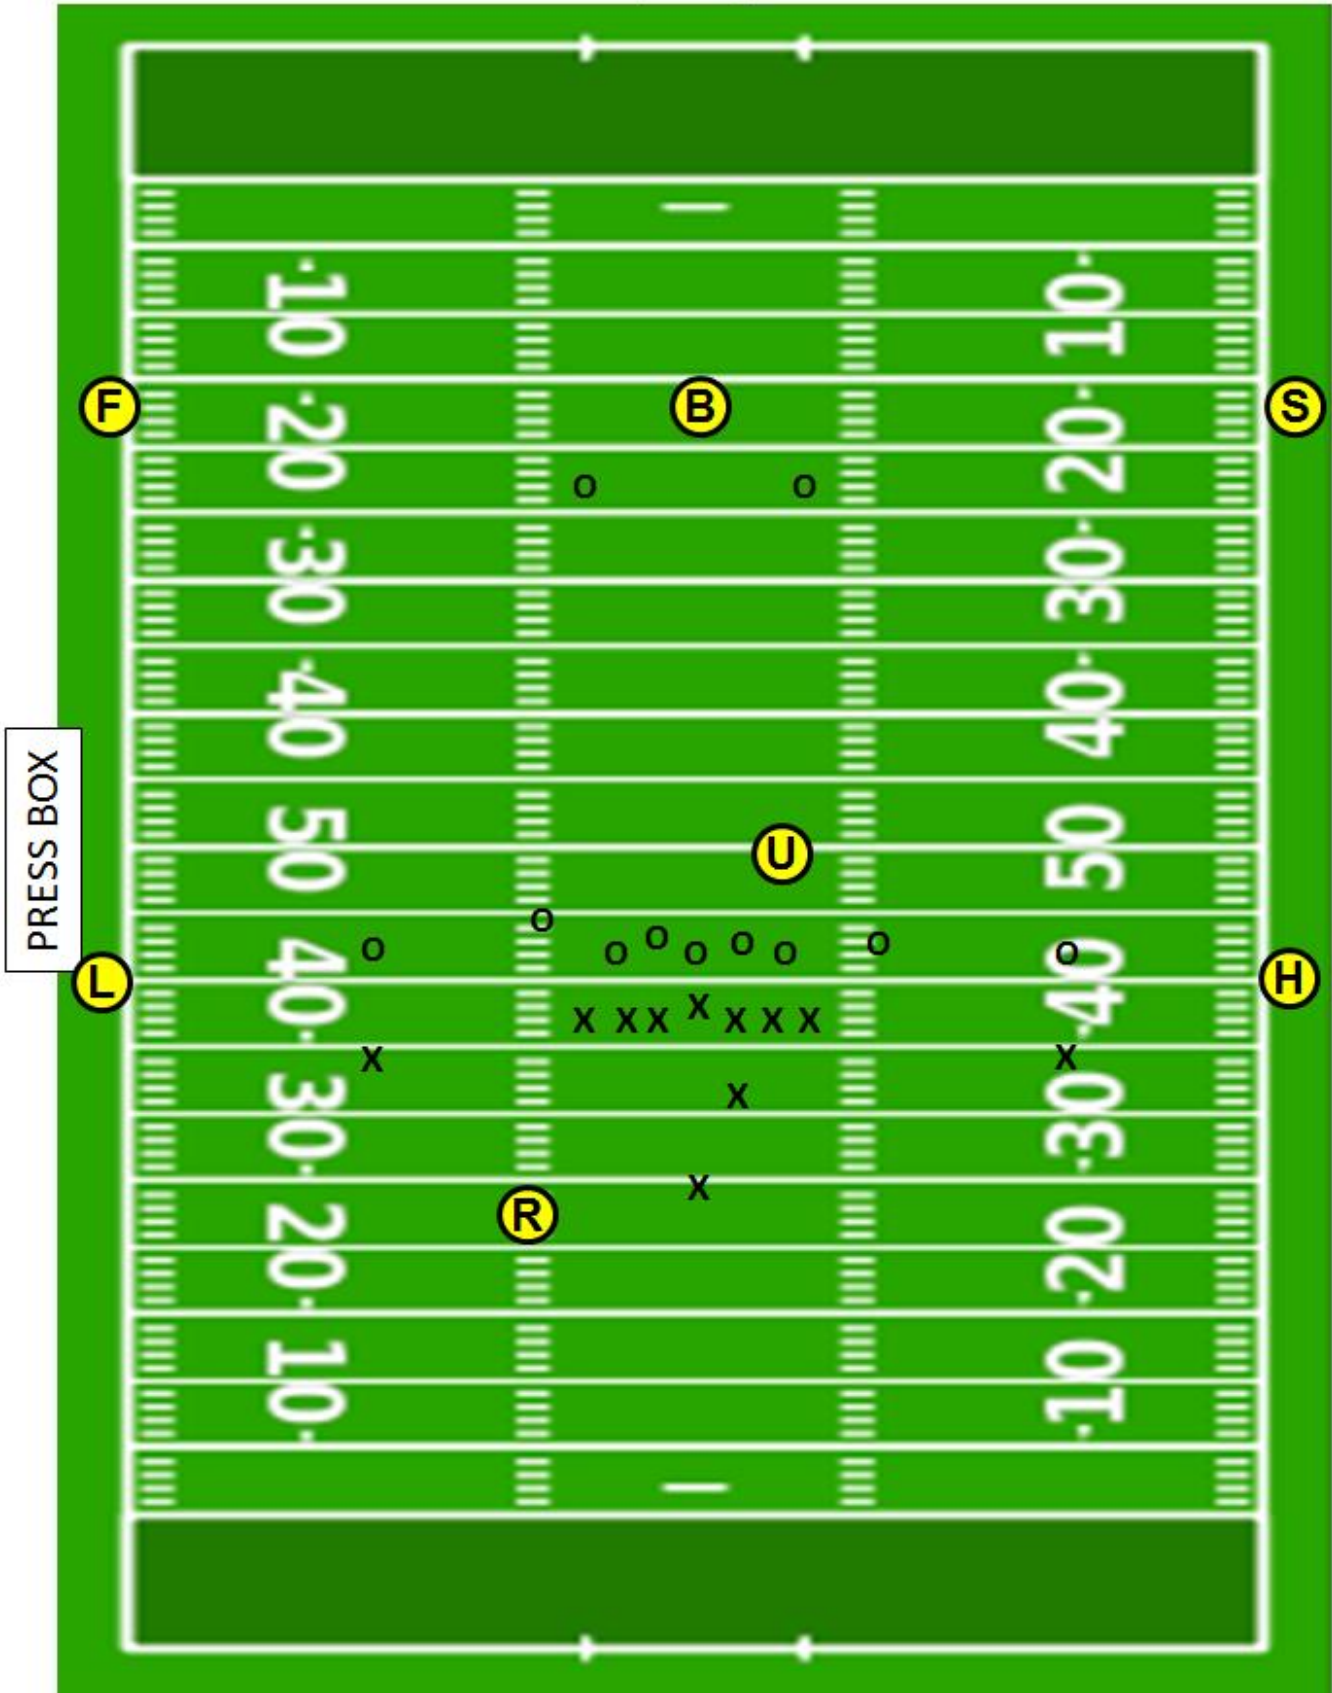 10 10
F B S
20 20
O O
30 30
40 40
PRESS BOX
50 50
U
O
O O O O O O O O
L 40 40 H
X X X X X X X
X X
30 30
X
X
R
20 20
10 10